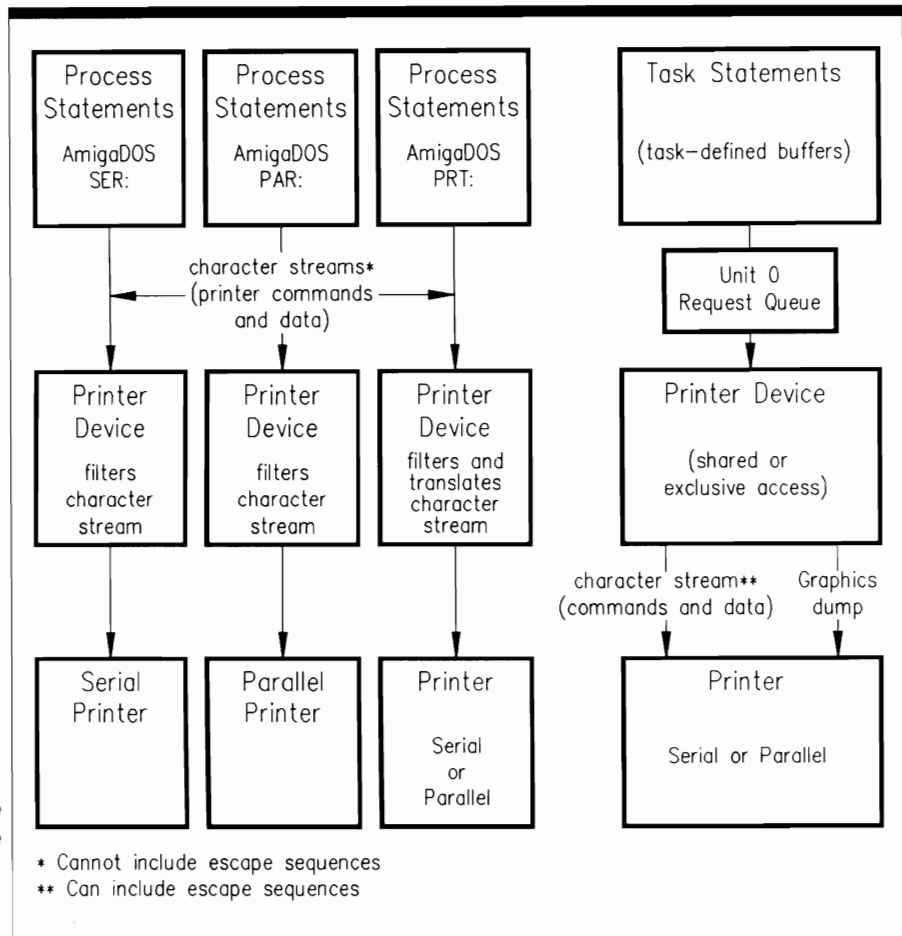 Process
Statements
AmigaDOS
SER:
Process
Statements
AmigaDOS
PAR:
Process
Statements
AmigaDOS
PRT:
Task Statements
(task-defined buffers)
character streams*
(printer commands
and data)
Unit 0
Request Queue
Printer
Device
filters
character
stream
Printer
Device
filters
character
stream
Printer
Device
filters and
translates
character
stream
Printer Device
(shared or
exclusive access)
character stream**
(commands and data)
Graphics
dump
Serial
Printer
Parallel
Printer
Printer
Serial
or
Parallel
Printer
Serial or Parallel
* Cannot include escape sequences
** Can include escape sequences